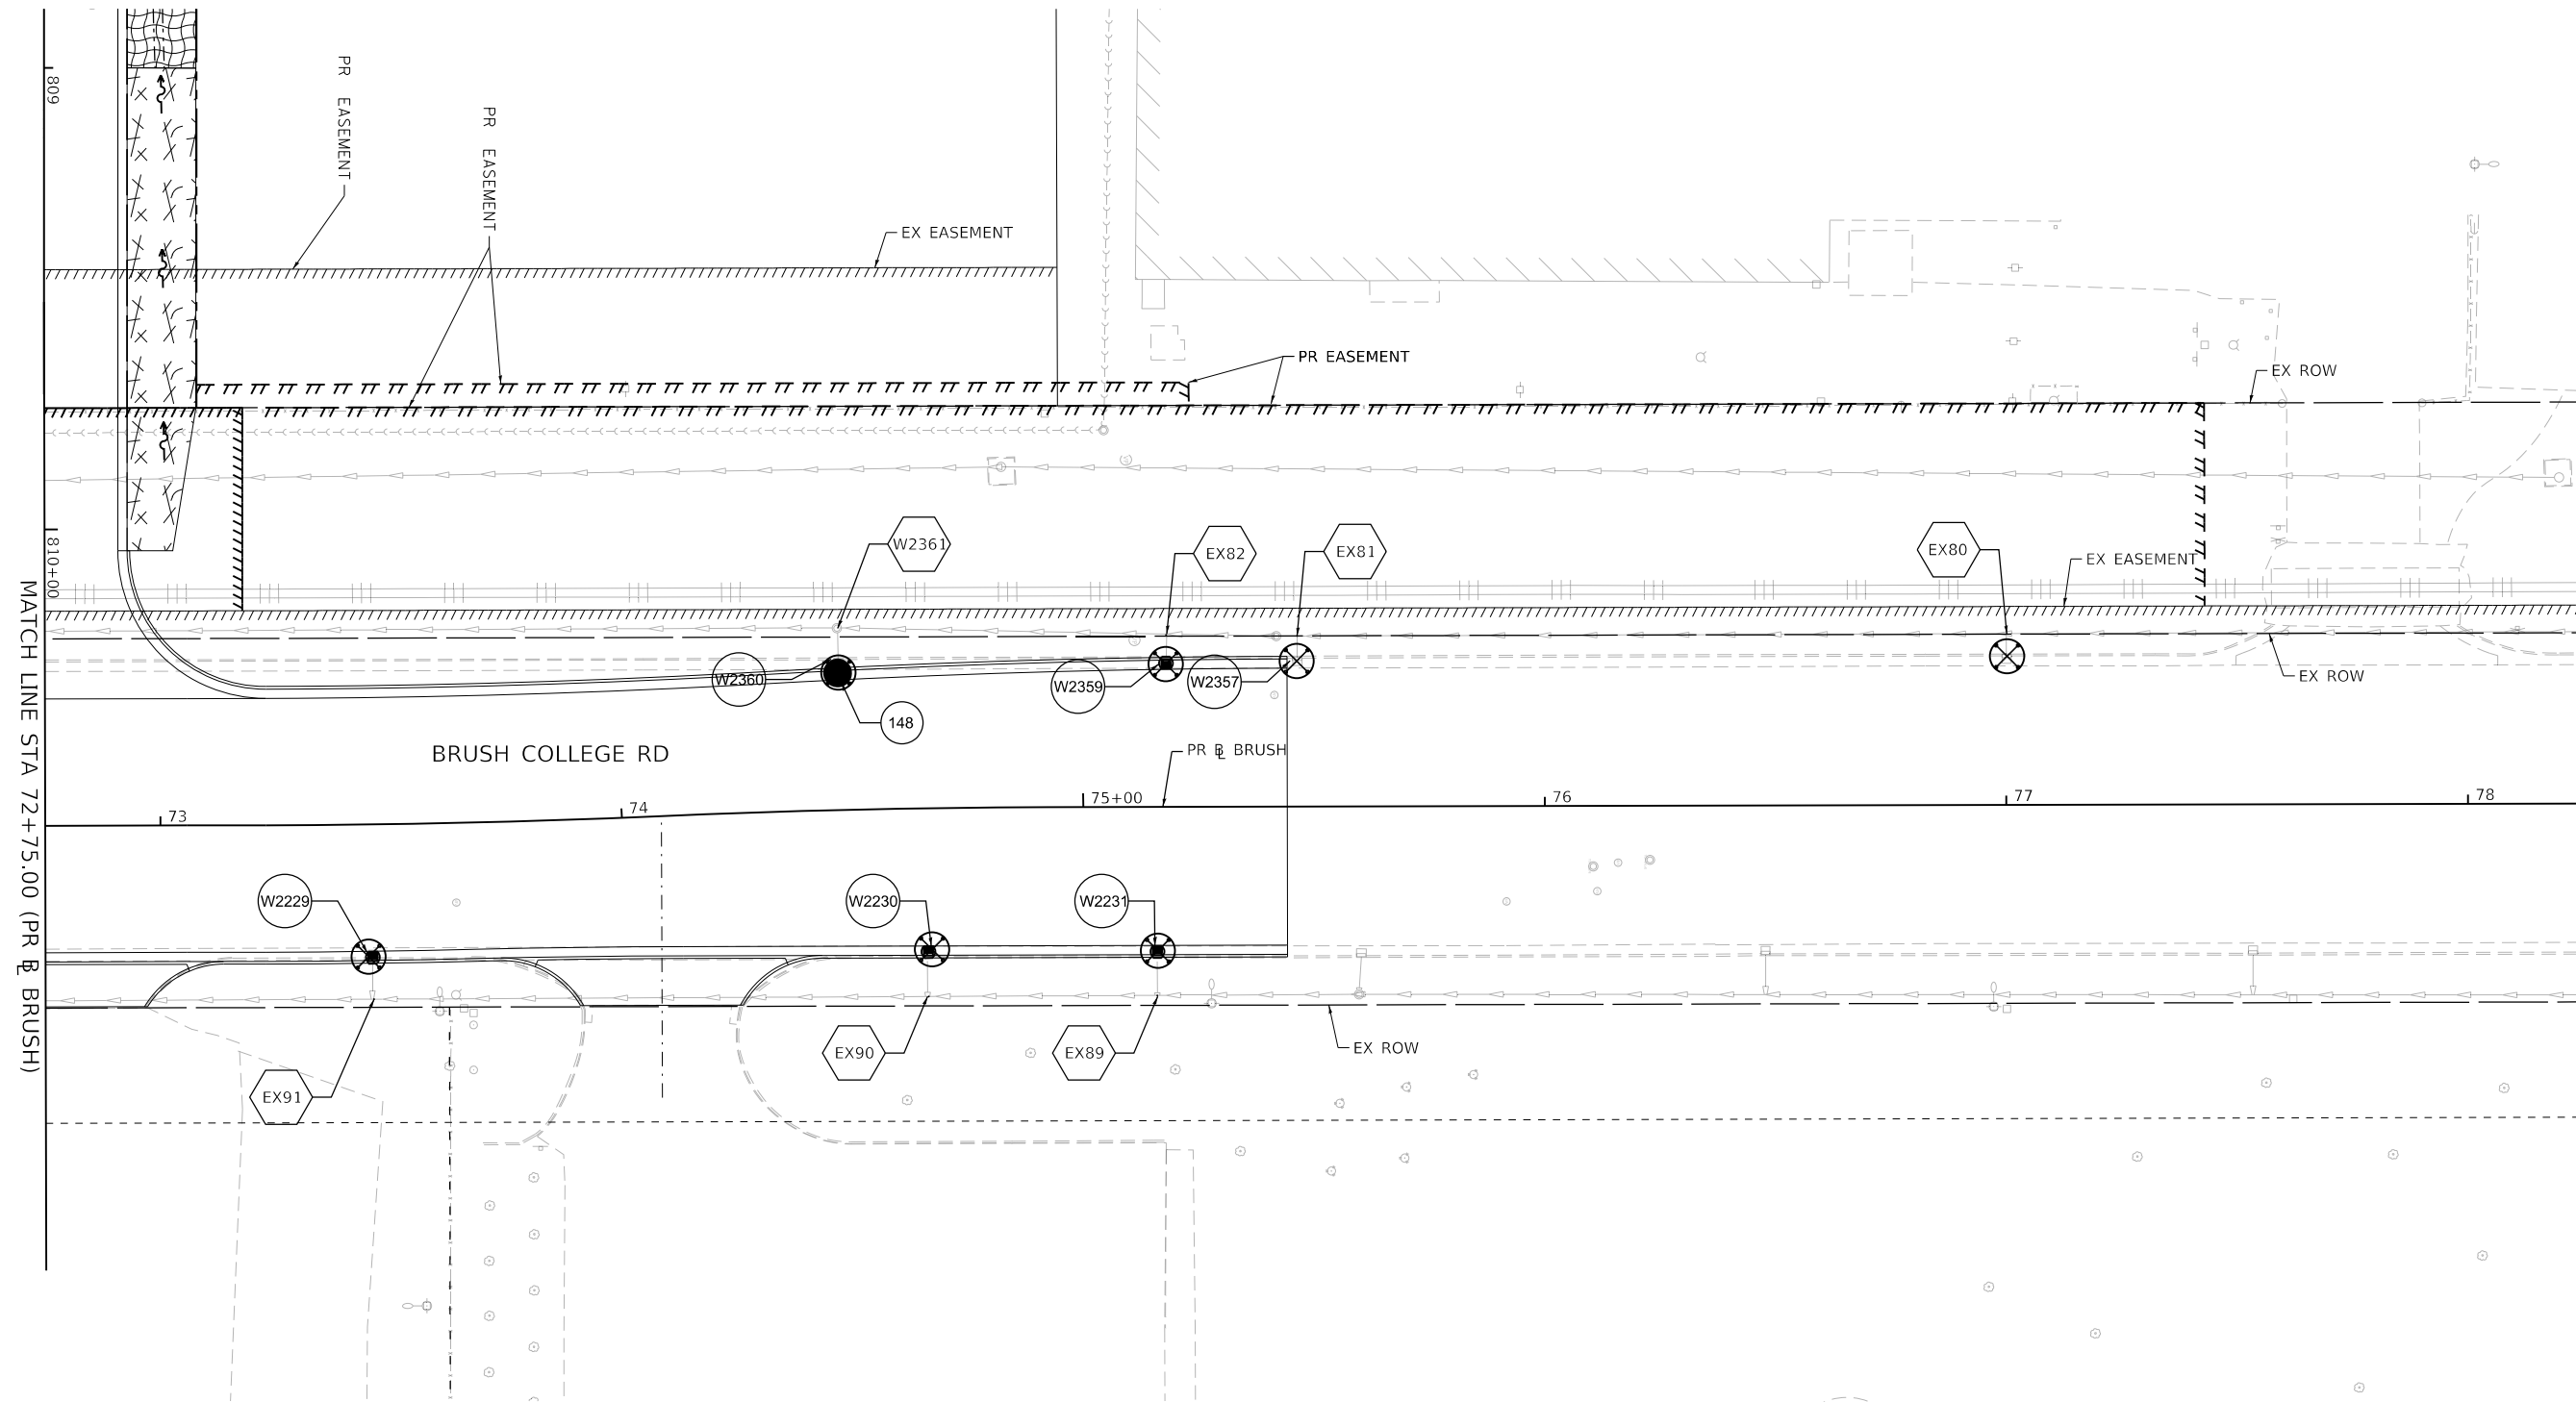 809
PR EASEMENT
PR EASEMENT
EX EASEMENT
PR EASEMENT
EX ROW
810+00
W2361
EX82
EX81
EX80
EX EASEMENT
W2360
W2359
W2357
EX ROW
148
BRUSH COLLEGE RD
PR ℄ BRUSH
73
74
75+00
76
77
78
MATCH LINE STA 72+75.00 (PR ℄ BRUSH)
W2229
W2230
W2231
EX91
EX90
EX89
EX ROW